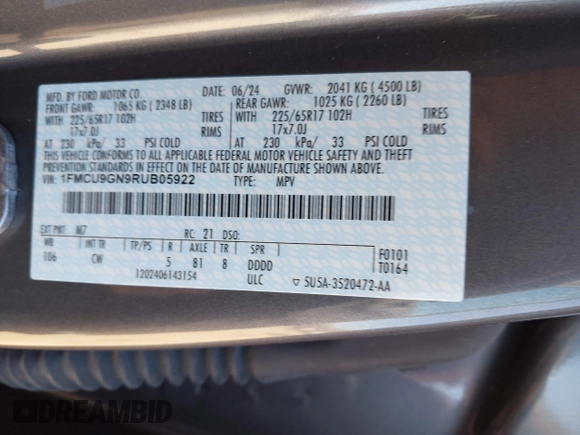 MFD. BY FORD MOTOR CO. DATE: 06/24 GVWR: 2041 KG ( 4500 LB)
FRONT GAWR: 1065 KG ( 2348 LB) REAR GAWR: 1025 KG ( 2260 LB)
WITH 225/65R17 102H TIRES WITH 225/65R17 102H TIRES
17x7.0J RIMS 17x7.0J RIMS
AT 230 kPa/ 33 PSI COLD AT 230 kPa/ 33 PSI COLD
THIS VEHICLE CONFORMS TO ALL APPLICABLE FEDERAL MOTOR VEHICLE SAFETY AND THEFT PREVENTION
STANDARDS IN EFFECT ON THE DATE OF MANUFACTURE SHOWN ABOVE.
VIN: 1FMCU9GN9RUB05922 TYPE: MPV
EXT PNT: M7 RC: 21 DSO: F0101
WB INT TR TP/PS R AXLE TR SPR T0164
106 CW 5 81 8 DDDD
1202406143154 ULC ▽ 5U5A-3520472-AA
DREAMBID